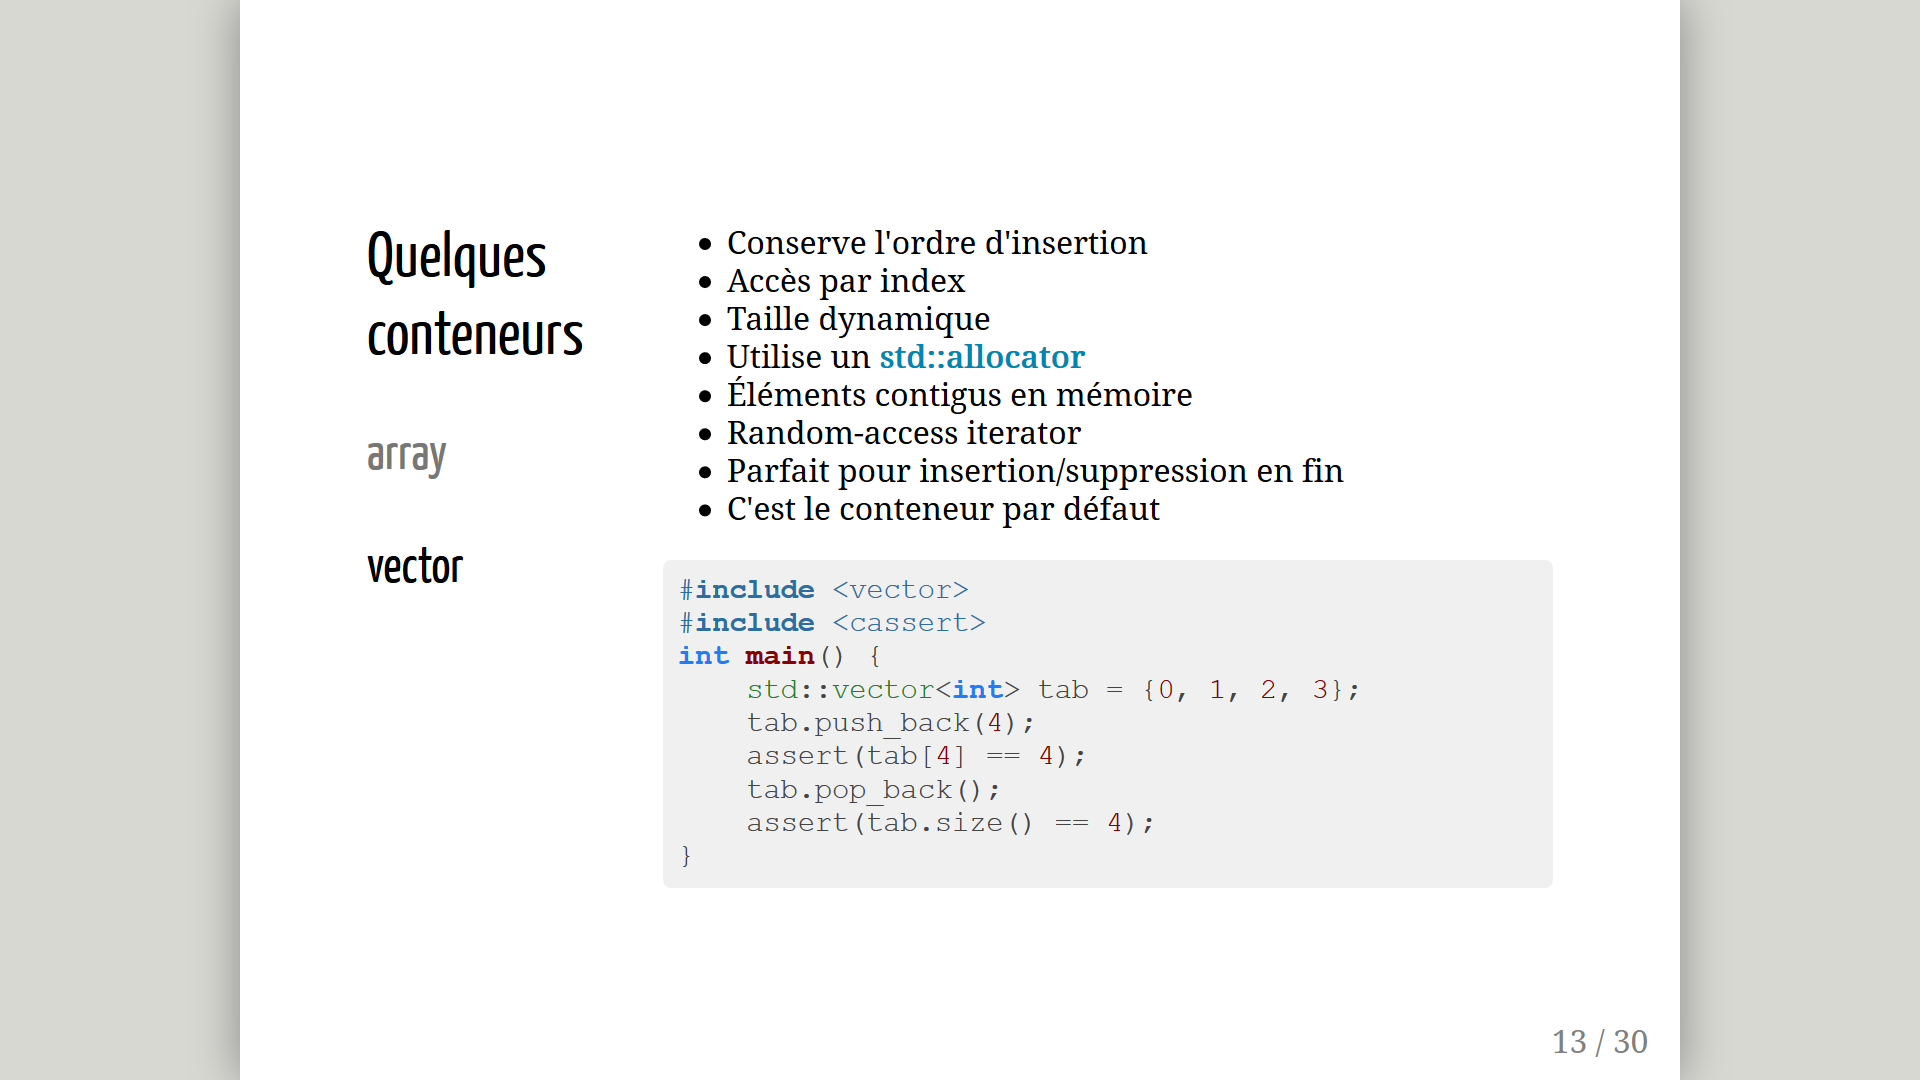 Quelques
conteneurs
array
vector
Conserve l'ordre d'insertion
Accès par index
Taille dynamique
Utilise un std::allocator
Éléments contigus en mémoire
Random-access iterator
Parfait pour insertion/suppression en fin
C'est le conteneur par défaut
#include <vector>
#include <cassert>
int main() {
    std::vector<int> tab = {0, 1, 2, 3};
    tab.push_back(4);
    assert(tab[4] == 4);
    tab.pop_back();
    assert(tab.size() == 4);
}
13 / 30